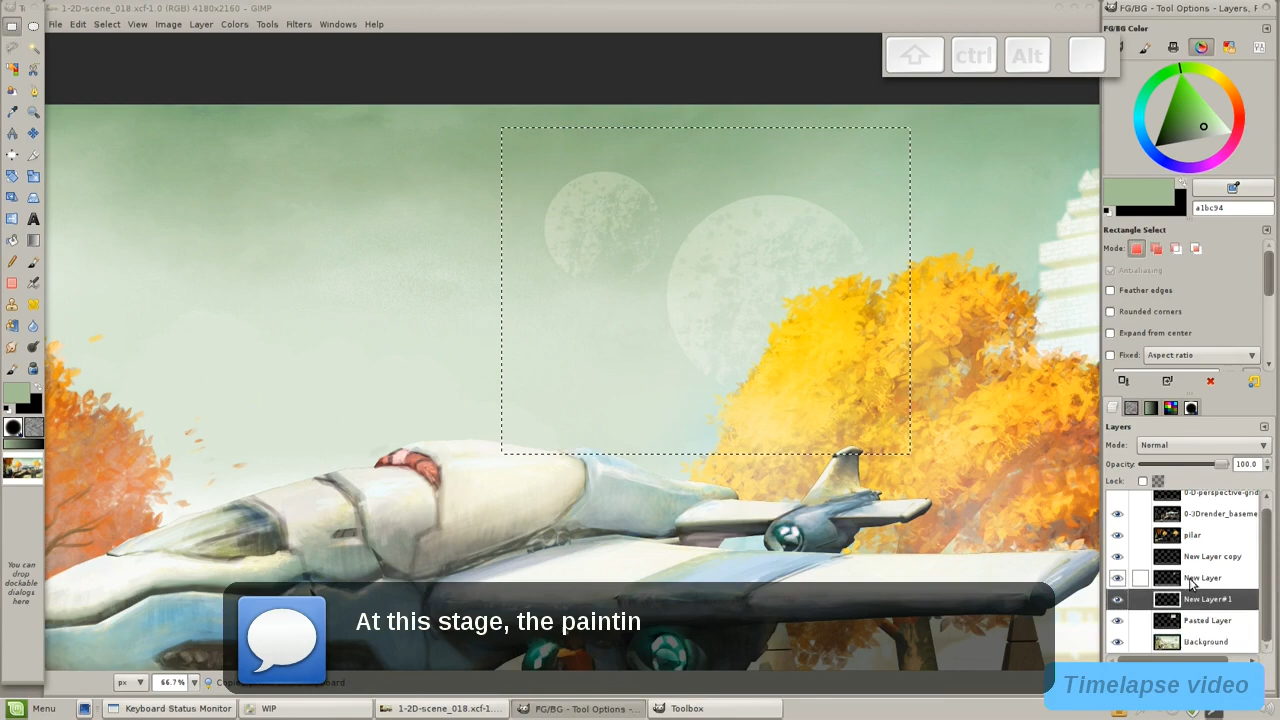 1-2D-scene_018.xcf-1.0 (RGB) 4180x2160 – GIMP
FG/BG - Tool Options - Layers, F
File Edit Select View Image Layer Colors Tools Filters Windows Help
ctrl Alt
FG/BG Color
a1bc94
Rectangle Select
Mode:
Antialiasing
Feather edges
Rounded corners
Expand from center
Fixed: Aspect ratio
Layers
Mode: Normal
Opacity: 100.0
Lock:
0-D-perspective-grid
0-3Drender_baseme
pilar
New Layer copy
New Layer
New Layer#1
Pasted Layer
Background
You can
drop
dockable
dialogs
here
At this stage, the paintin
px 66.7%
Timelapse video
Menu Keyboard Status Monitor WIP 1-2D-scene_018.xcf-1.... FG/BG - Tool Options -... Toolbox